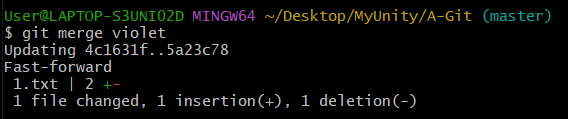 User@LAPTOP-S3UNIO2D MINGW64 ~/Desktop/MyUnity/A-Git (master)
$ git merge violet
Updating 4c1631f..5a23c78
Fast-forward
 1.txt | 2 +-
 1 file changed, 1 insertion(+), 1 deletion(-)